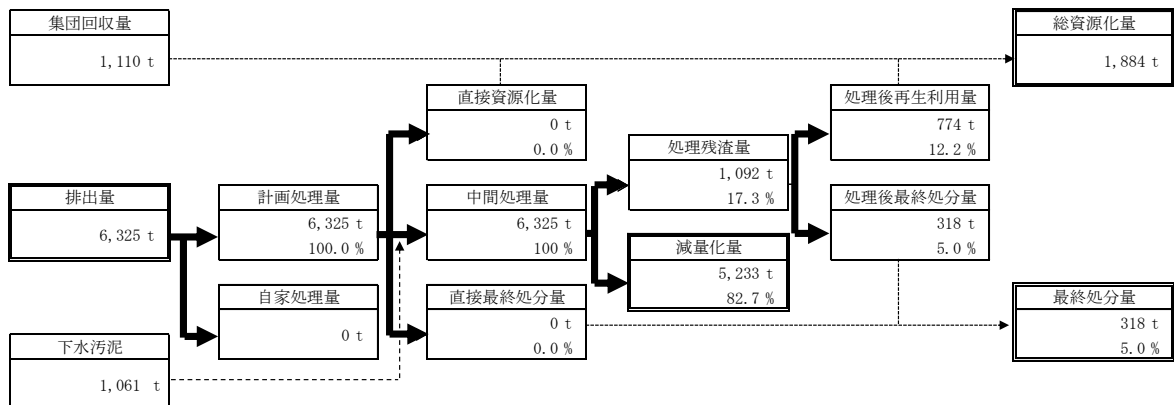 集団回収量
1,110 t
総資源化量
1,884 t
直接資源化量
0 t
0.0 %
処理後再生利用量
774 t
12.2 %
処理残渣量
1,092 t
17.3 %
排出量
6,325 t
計画処理量
6,325 t
100.0 %
中間処理量
6,325 t
100 %
処理後最終処分量
318 t
5.0 %
減量化量
5,233 t
82.7 %
自家処理量
0 t
直接最終処分量
0 t
0.0 %
最終処分量
318 t
5.0 %
下水汚泥
1,061 t